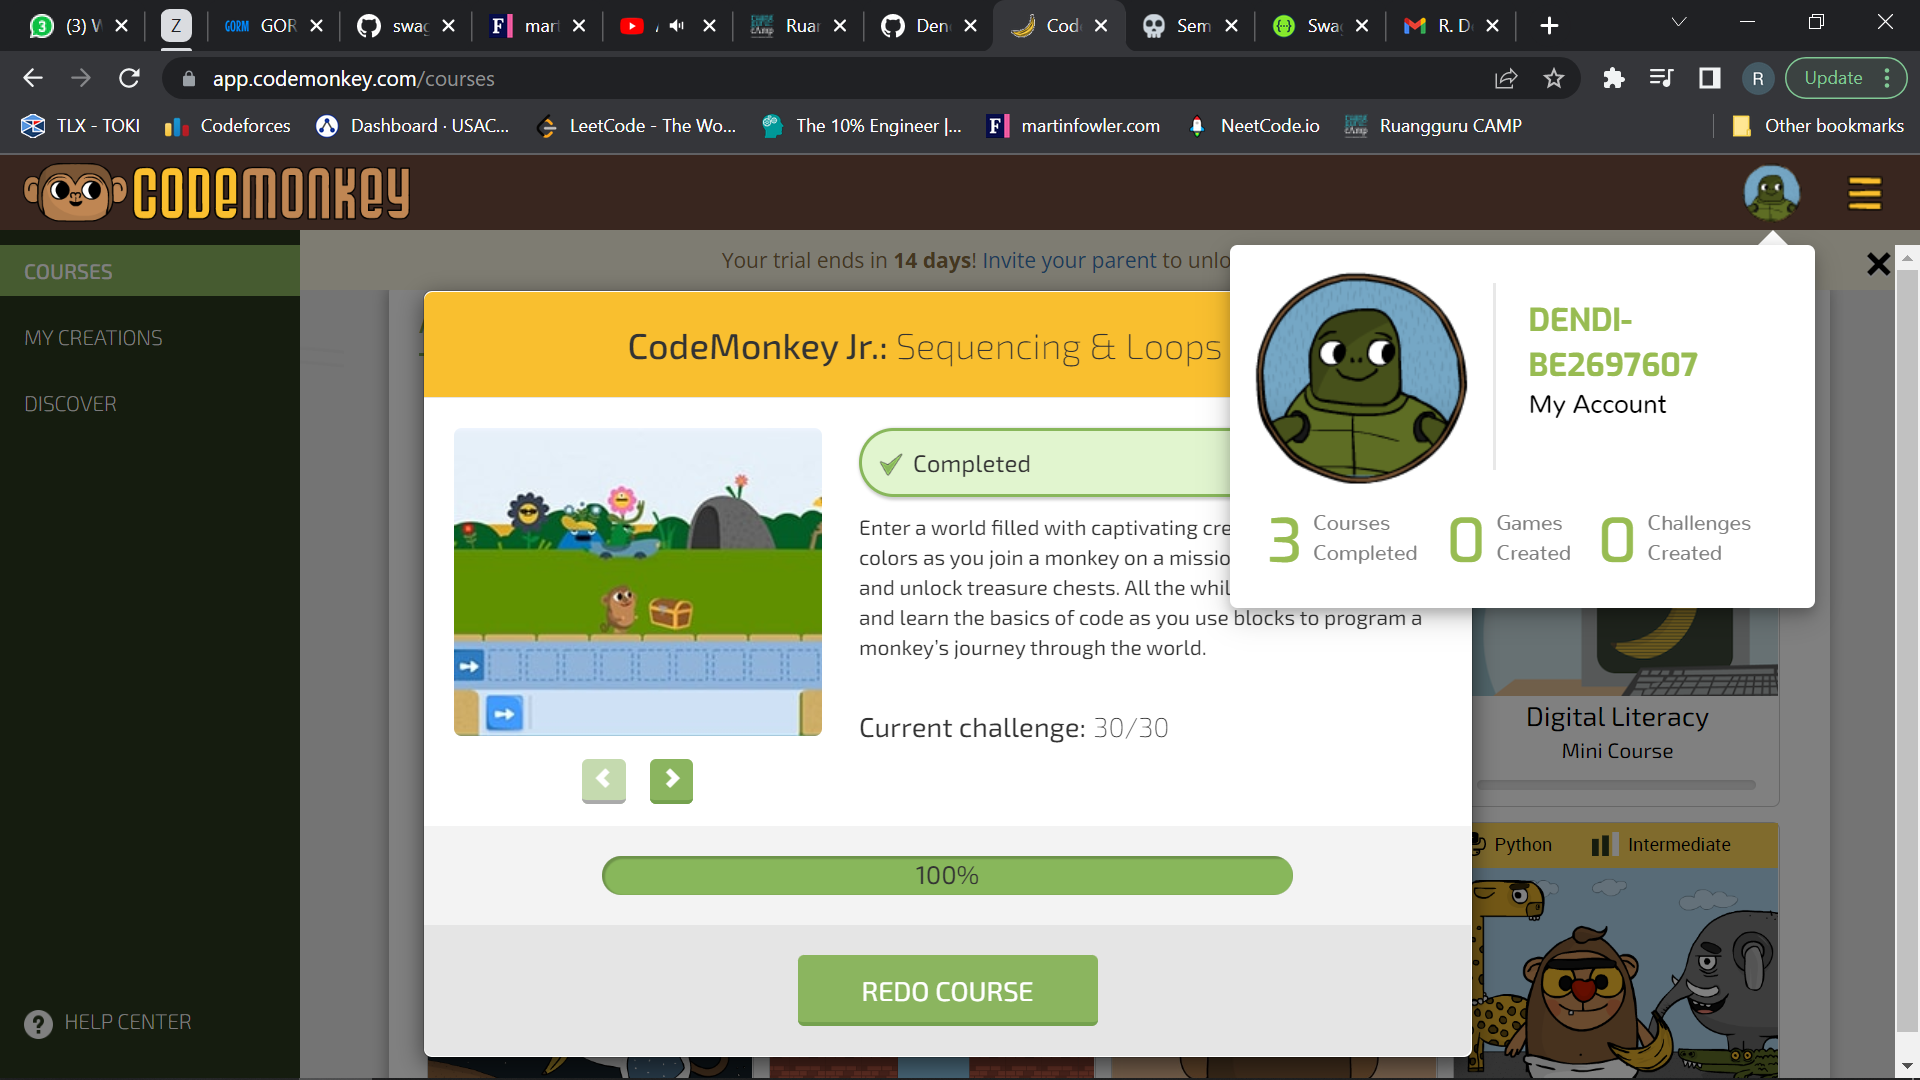 (3) W
Z
GORM GOR
swag
F mart
Ruar
Den
Cod
Sem
Swa
R. D
app.codemonkey.com/courses
R
Update
TLX - TOKI
Codeforces
Dashboard · USAC...
LeetCode - The Wo...
The 10% Engineer |...
F martinfowler.com
NeetCode.io
Ruangguru CAMP
Other bookmarks
CODEMONKEY
COURSES
MY CREATIONS
DISCOVER
HELP CENTER
Your trial ends in 14 days! Invite your parent to unlo
CodeMonkey Jr.: Sequencing & Loops
Completed
Enter a world filled with captivating cre
colors as you join a monkey on a missio
and unlock treasure chests. All the whil
and learn the basics of code as you use blocks to program a
monkey's journey through the world.
Current challenge: 30/30
100%
REDO COURSE
DENDI-
BE2697607
My Account
3 Courses Completed
0 Games Created
0 Challenges Created
Digital Literacy
Mini Course
Python
Intermediate